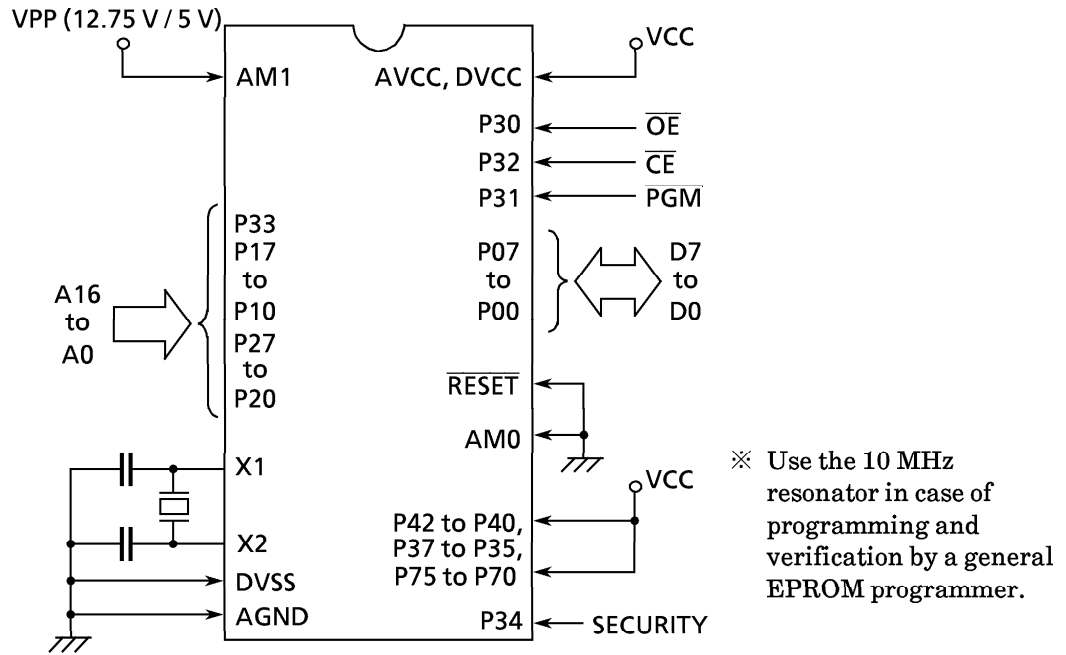 VPP (12.75 V / 5 V)
AM1
AVCC, DVCC
VCC
P30
OE
P32
CE
P31
PGM
A16
to
A0
P33
P17
to
P10
P27
to
P20
P07
to
P00
D7
to
D0
RESET
AM0
X1
X2
DVSS
AGND
VCC
P42 to P40,
P37 to P35,
P75 to P70
P34
SECURITY
※ Use the 10 MHz
resonator in case of
programming and
verification by a general
EPROM programmer.